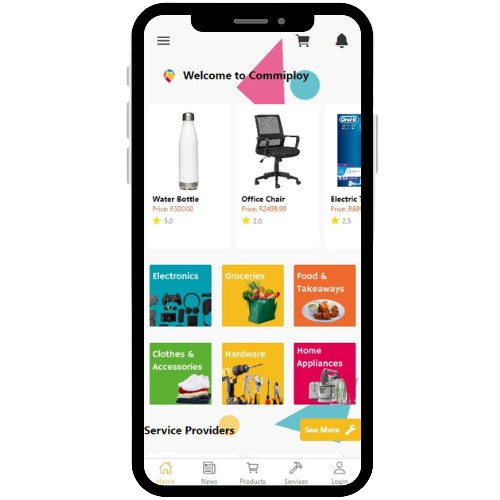 Welcome to Commiploy
Water Bottle
Price: R500.00
5.0
Office Chair
Price: R2499.99
2.0
Oral-B
Electric T
Price: R69
2.5
Electronics
Groceries
Food &
Takeaways
Clothes &
Accessories
Hardware
Home
Appliances
Service Providers
See More
Home
News
Products
Services
Login